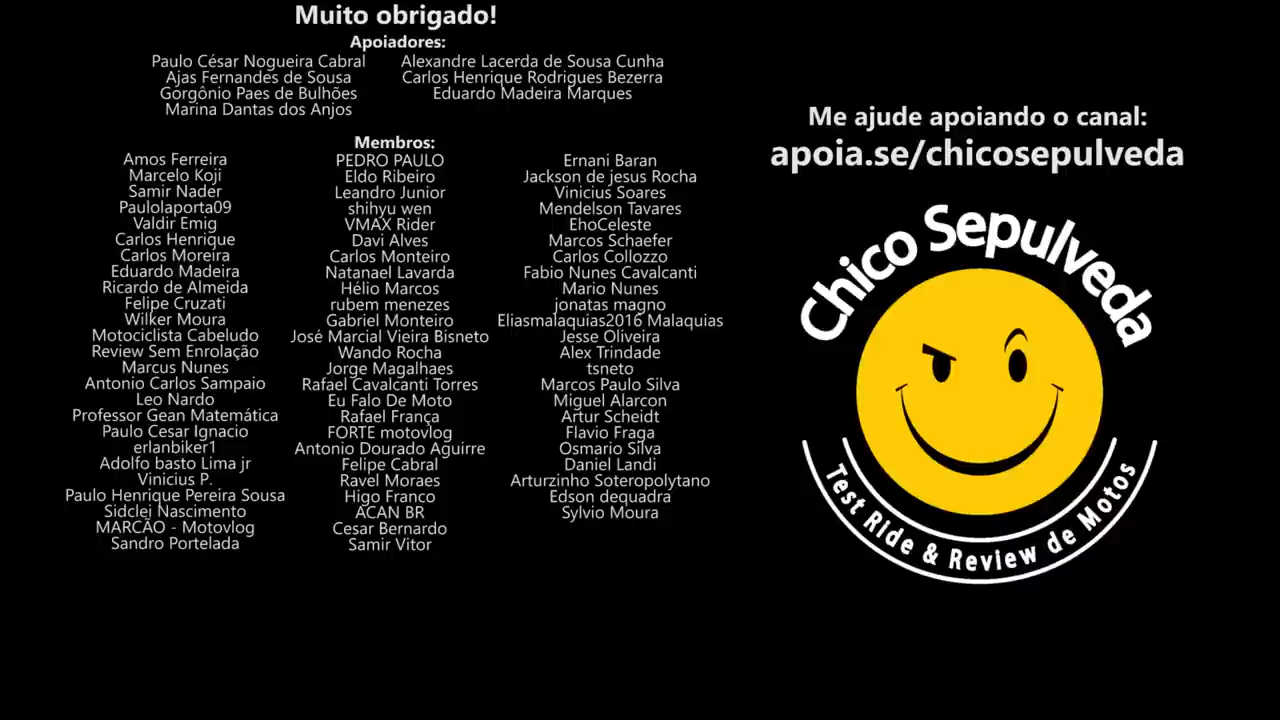 Muito obrigado!
Apoiadores:
Paulo César Nogueira Cabral
Ajas Fernandes de Sousa
Gorgônio Paes de Bulhões
Marina Dantas dos Anjos
Alexandre Lacerda de Sousa Cunha
Carlos Henrique Rodrigues Bezerra
Eduardo Madeira Marques
Membros:
Amos Ferreira
Marcelo Koji
Samir Nader
Paulolaporta09
Valdir Emig
Carlos Henrique
Carlos Moreira
Eduardo Madeira
Ricardo de Almeida
Felipe Cruzati
Wilker Moura
Motociclista Cabeludo
Review Sem Enrolação
Marcus Nunes
Antonio Carlos Sampaio
Leo Nardo
Professor Gean Matemática
Paulo Cesar Ignacio
erlanbiker1
Adolfo basto Lima jr
Vinicius P.
Paulo Henrique Pereira Sousa
Sidclei Nascimento
MARCÃO - Motovlog
Sandro Portelada
PEDRO PAULO
Eldo Ribeiro
Leandro Junior
shihyu wen
VMAX Rider
Davi Alves
Carlos Monteiro
Natanael Lavarda
Hélio Marcos
rubem menezes
Gabriel Monteiro
José Marcial Vieira Bisneto
Wando Rocha
Jorge Magalhaes
Rafael Cavalcanti Torres
Eu Falo De Moto
Rafael França
FORTE motovlog
Antonio Dourado Aguirre
Felipe Cabral
Ravel Moraes
Higo Franco
ACAN BR
Cesar Bernardo
Samir Vitor
Ernani Baran
Jackson de jesus Rocha
Vinicius Soares
Mendelson Tavares
EhoCeleste
Marcos Schaefer
Carlos Collozzo
Fabio Nunes Cavalcanti
Mario Nunes
jonatas magno
Eliasmalaquias2016 Malaquias
Jesse Oliveira
Alex Trindade
tsneto
Marcos Paulo Silva
Miguel Alarcon
Artur Scheidt
Flavio Fraga
Osmario Silva
Daniel Landi
Arturzinho Soteropolytano
Edson dequadra
Sylvio Moura
Me ajude apoiando o canal:
apoia.se/chicosepulveda
Chico Sepulveda
Test Ride & Review de Motos